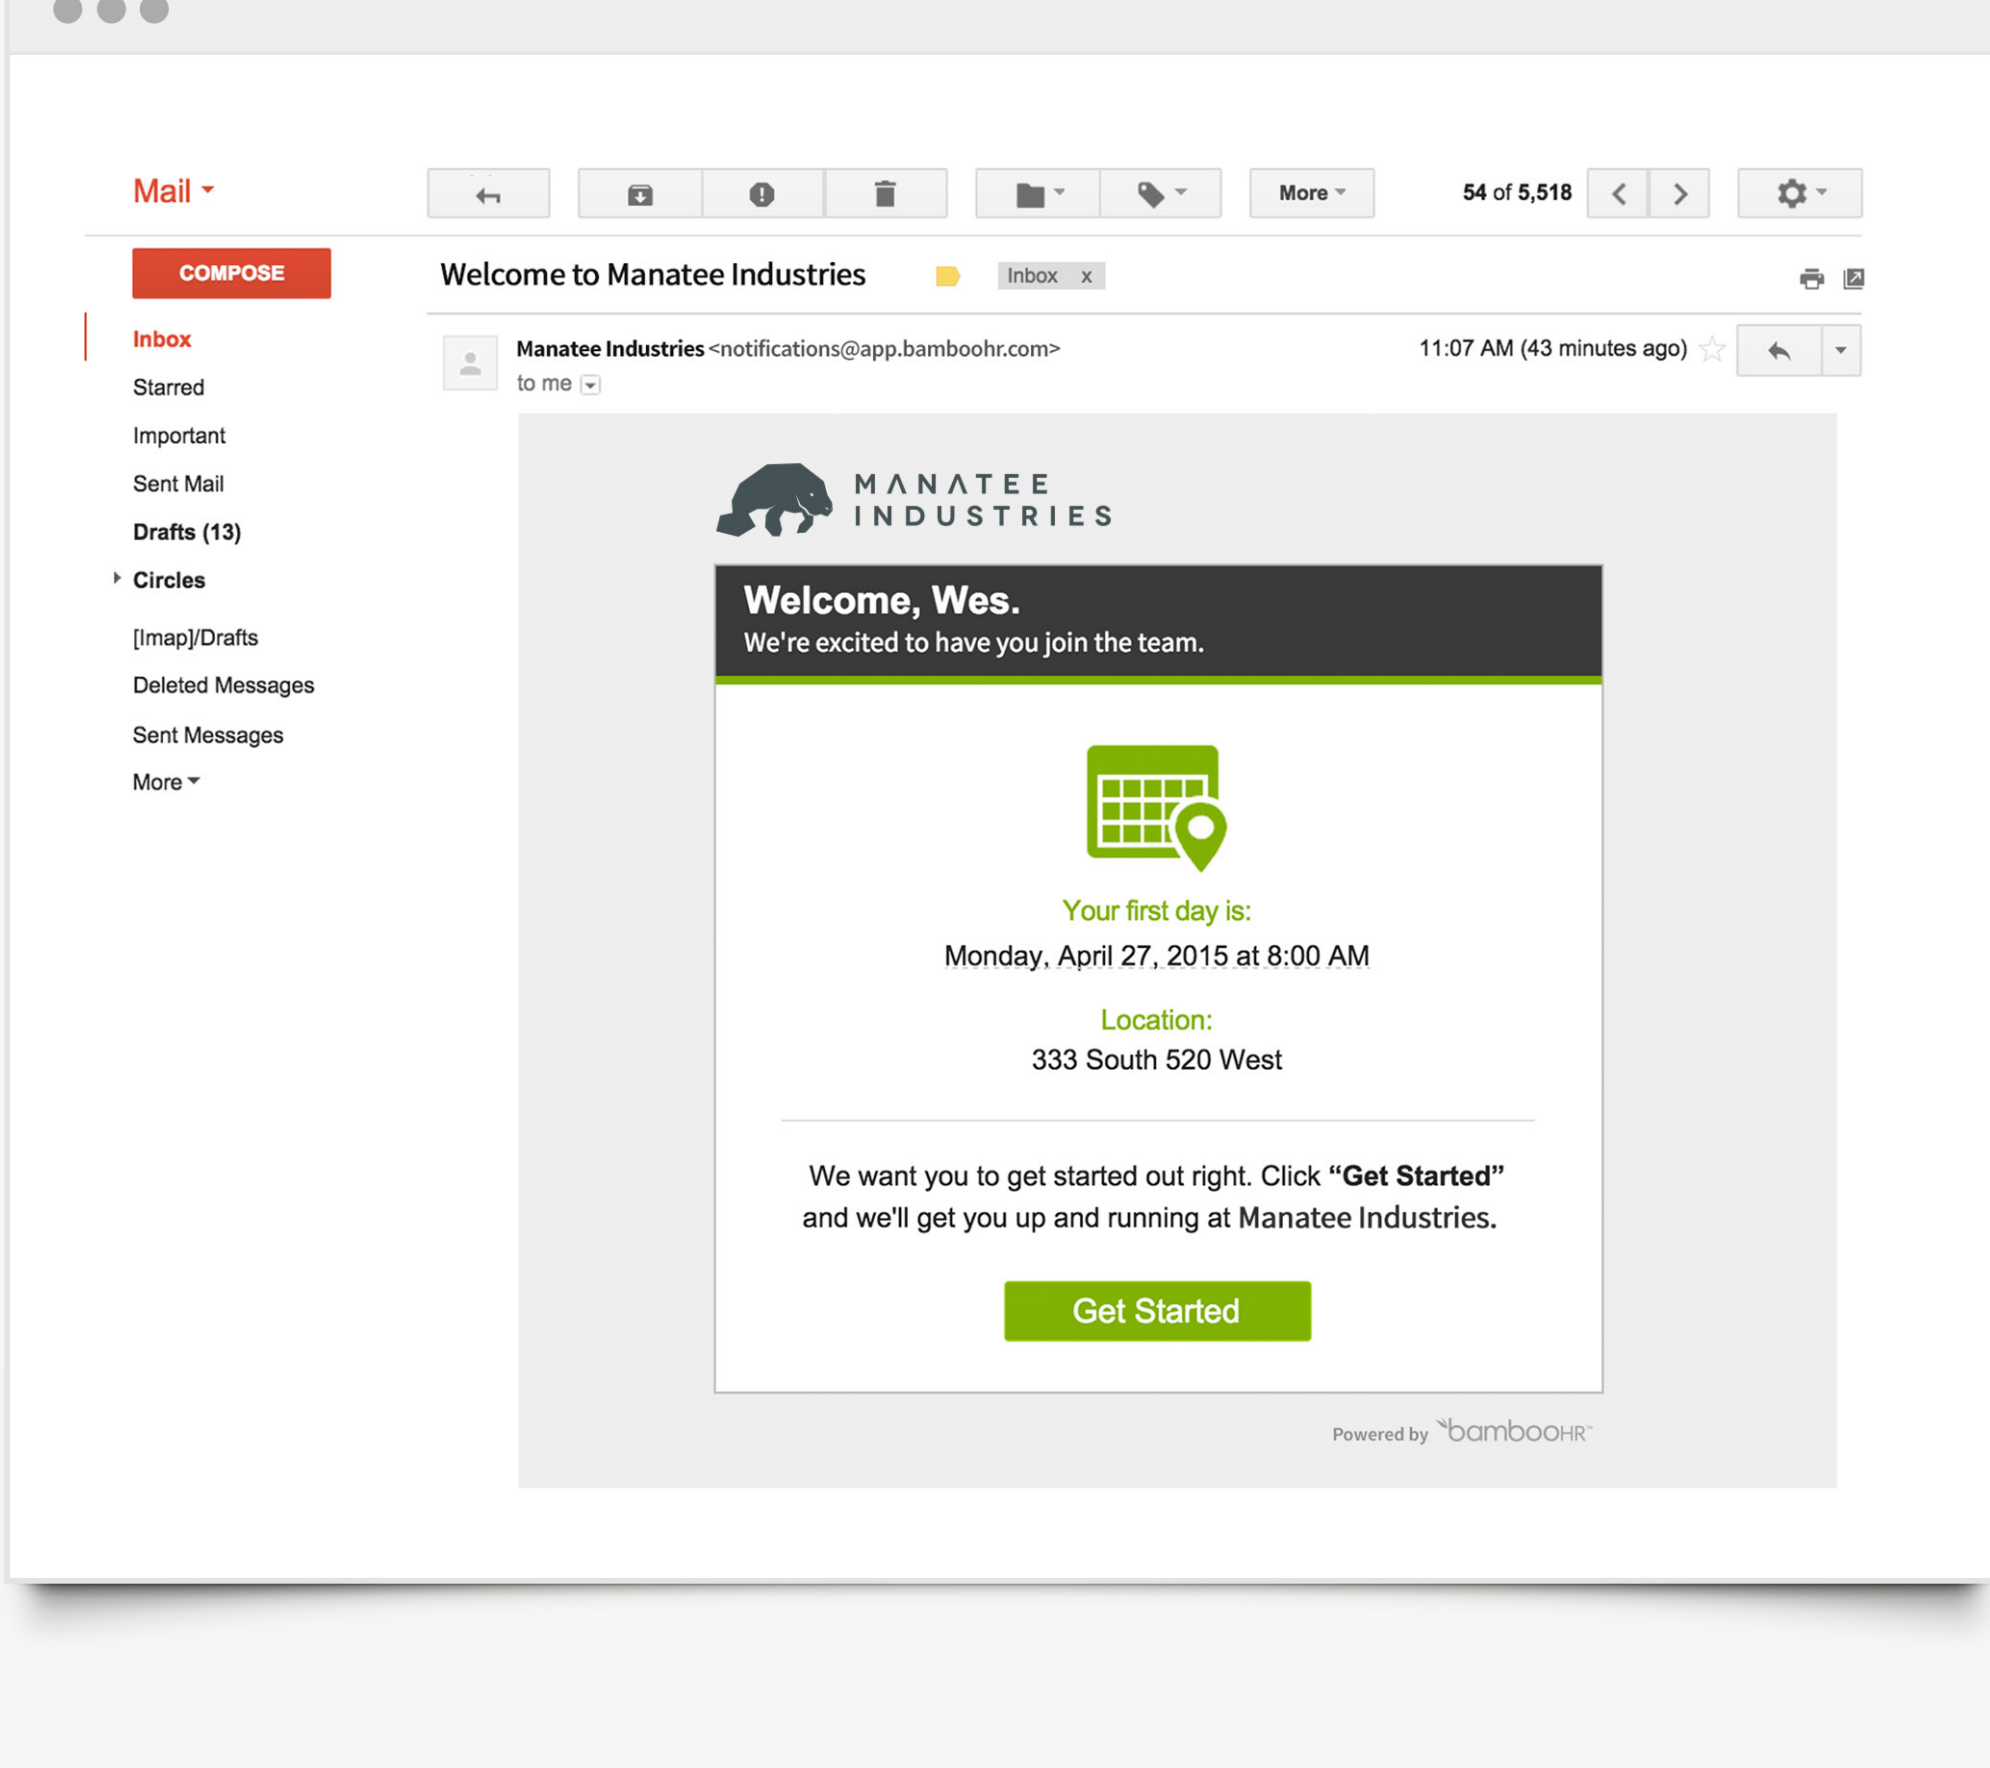 Mail
More
54 of 5,518
COMPOSE
Welcome to Manatee Industries
Inbox x
Inbox
Starred
Important
Sent Mail
Drafts (13)
Circles
[Imap]/Drafts
Deleted Messages
Sent Messages
More
Manatee Industries <notifications@app.bamboohr.com>
11:07 AM (43 minutes ago)
to me
MANATEE
INDUSTRIES
Welcome, Wes.
We're excited to have you join the team.
Your first day is:
Monday, April 27, 2015 at 8:00 AM
Location:
333 South 520 West
We want you to get started out right. Click “Get Started”
and we'll get you up and running at Manatee Industries.
Get Started
Powered by bambooHR™